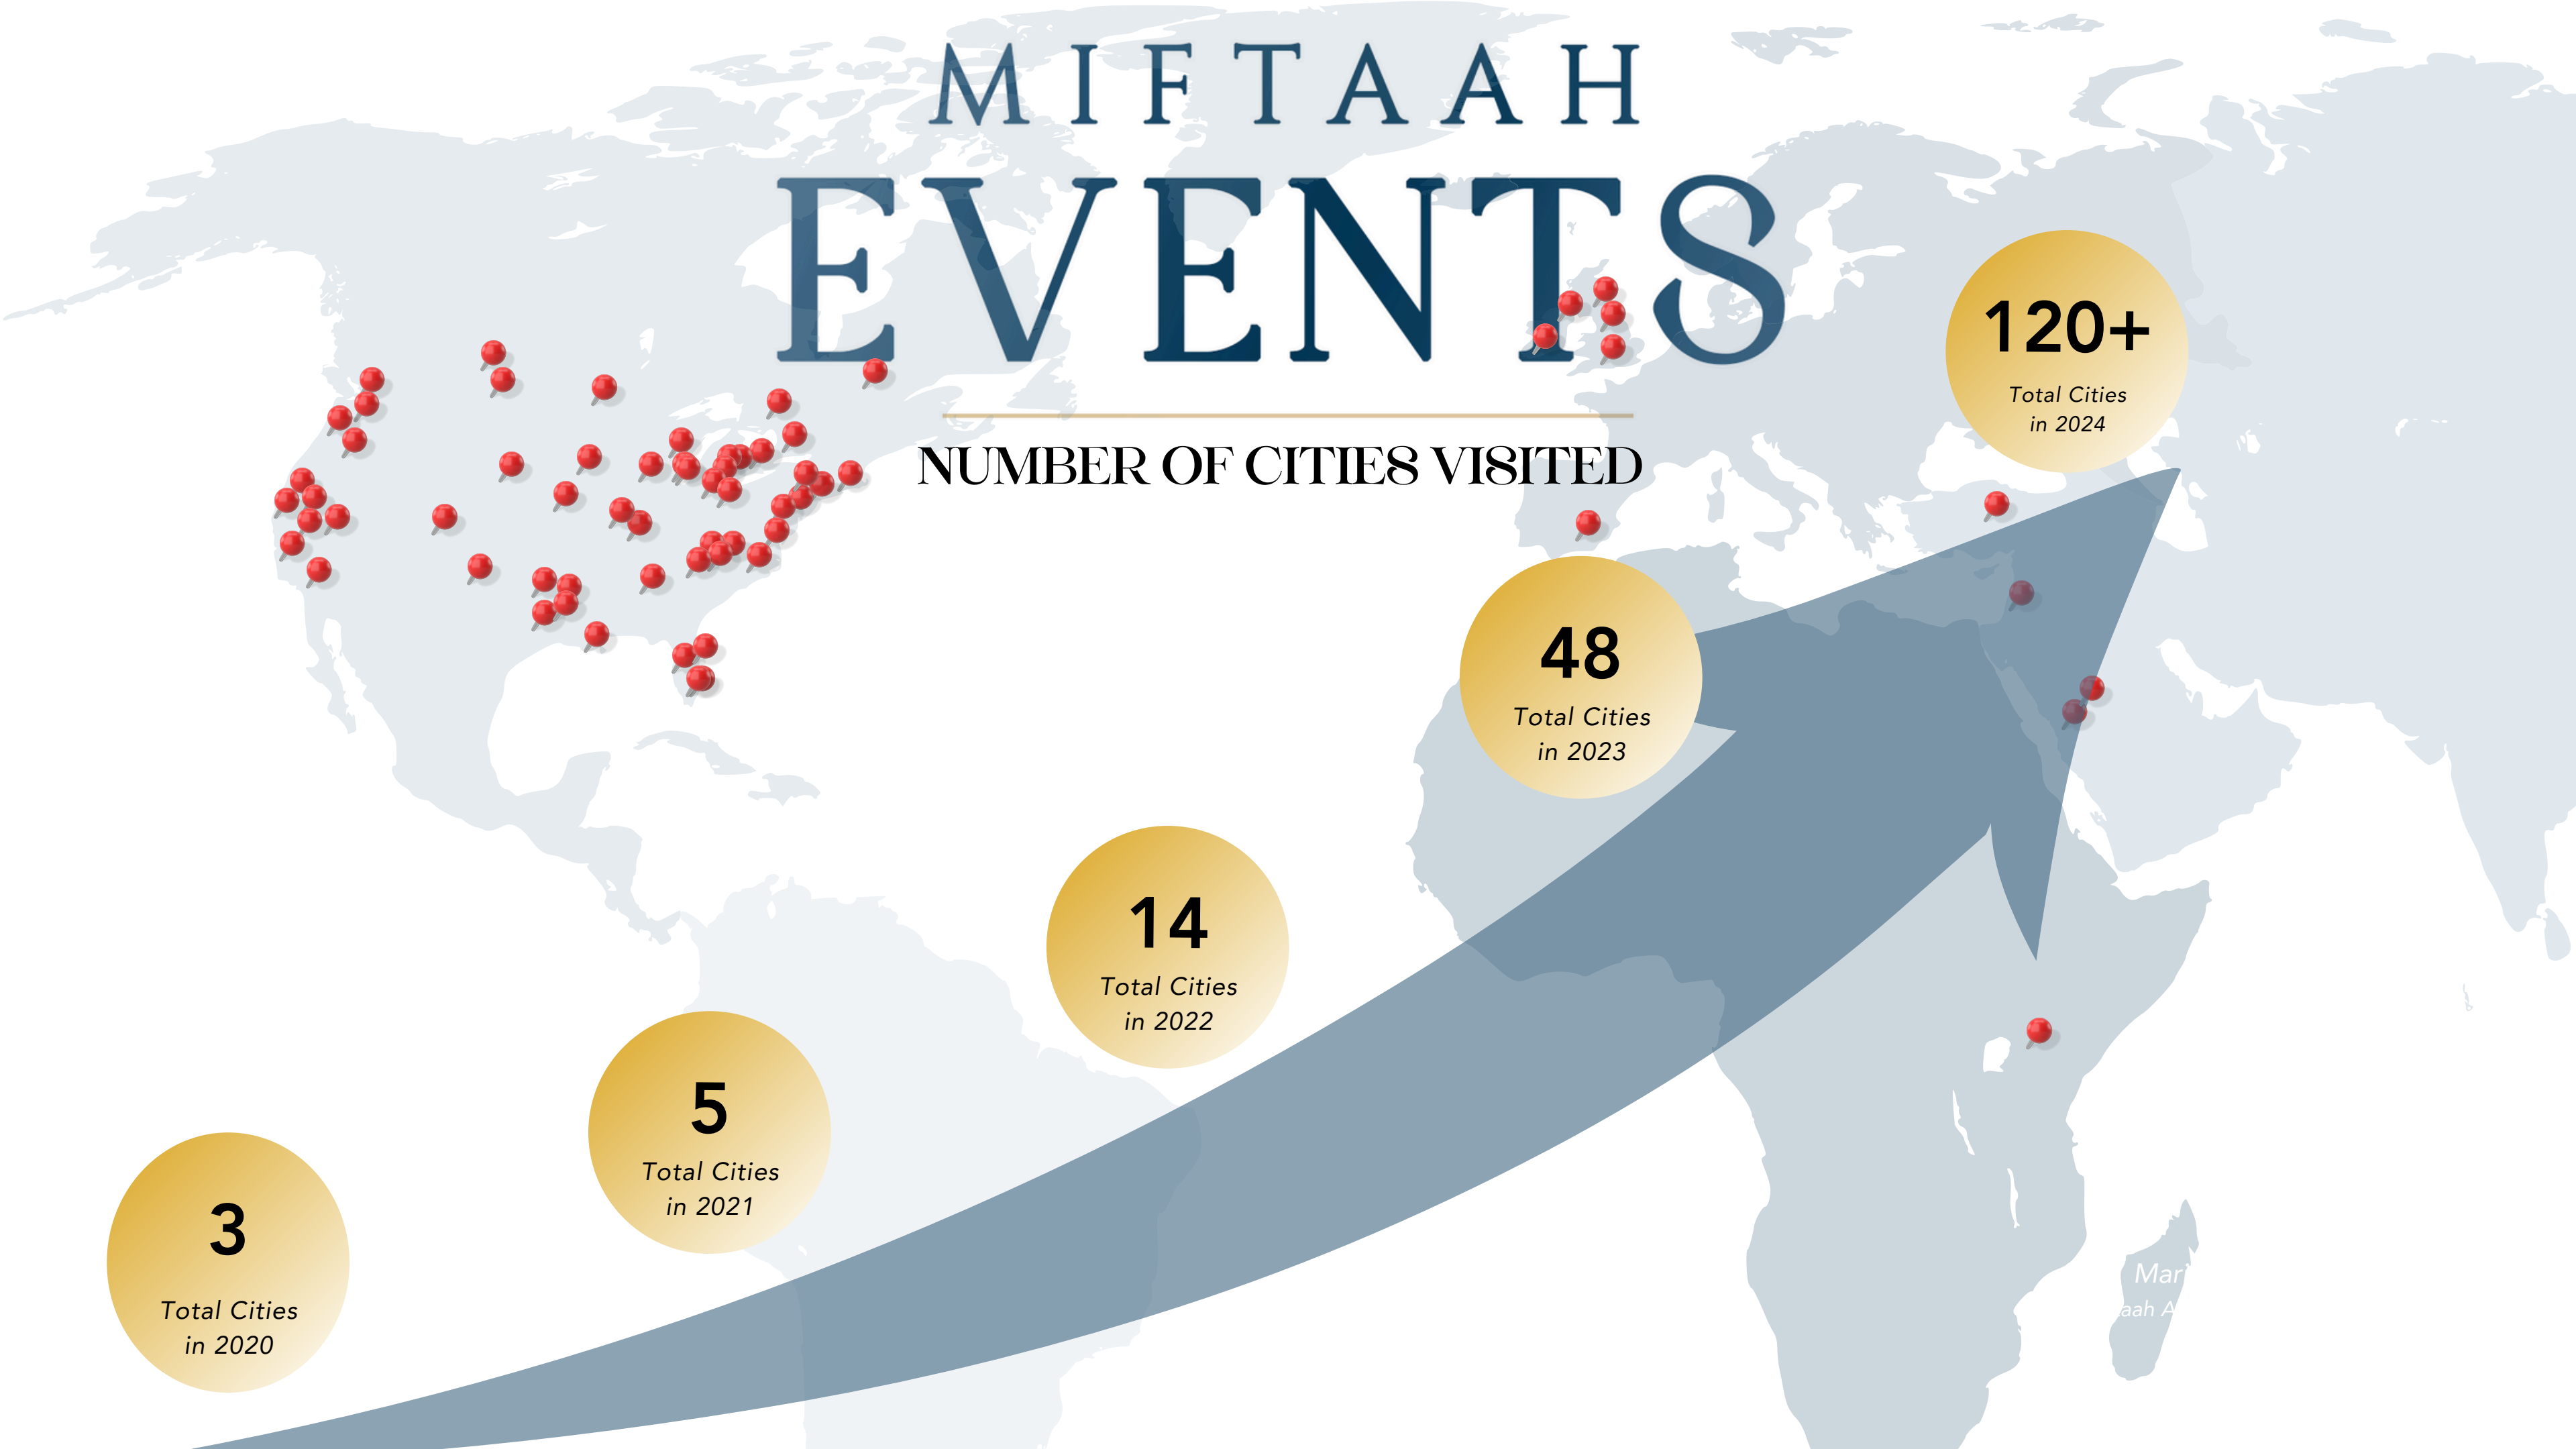 MIFTAAH
EVENTS
NUMBER OF CITIES VISITED
120+
Total Cities
in 2024
48
Total Cities
in 2023
14
Total Cities
in 2022
5
Total Cities
in 2021
3
Total Cities
in 2020